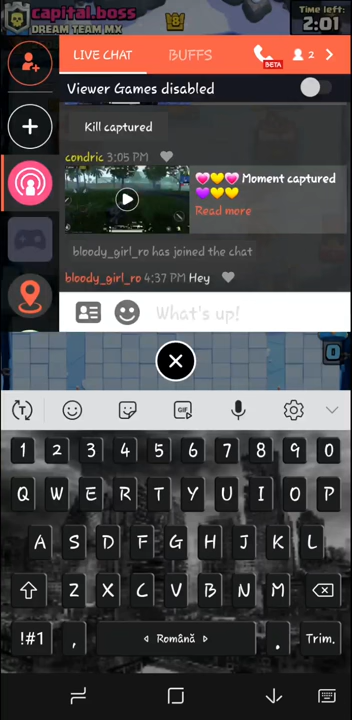 capital.boss
DREAM TEAM MX
8
Time left:
2:01
LIVE CHAT
BUFFS
BETA
2
Viewer Games disabled
Kill captured
condric 3:05 PM
Moment captured
Read more
bloody_girl_ro has joined the chat
bloody_girl_ro 4:37 PM Hey
What's up!
0
T
GIF
1 2 3 4 5 6 7 8 9 0
Q W E R T Y U I O P
A S D F G H J K L
Z X C V B N M
!#1 , Română . Trim.